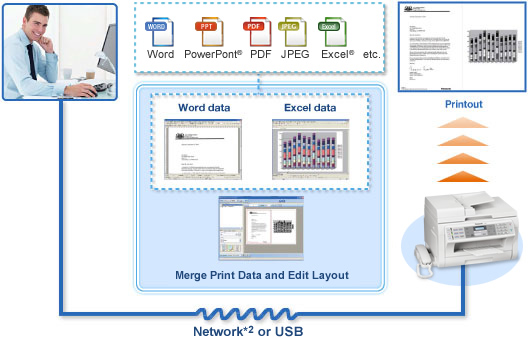 WORD PPT PDF JPEG Excel
Word PowerPont® PDF JPEG Excel® etc.
Word data Excel data
Merge Print Data and Edit Layout
Printout
Network*2 or USB